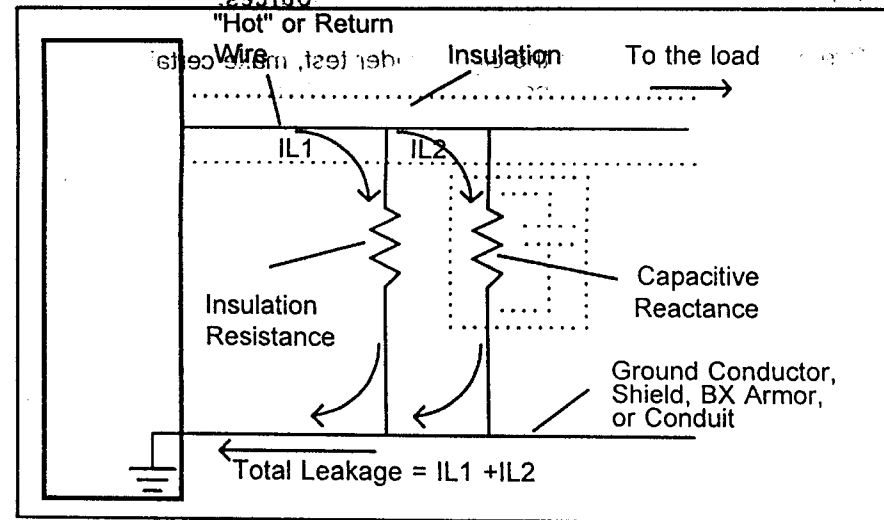 "Hot" or Return
Wire
Insulation
To the load
IL1
IL2
Insulation
Resistance
Capacitive
Reactance
Ground Conductor,
Shield, BX Armor,
or Conduit
Total Leakage = IL1 +IL2